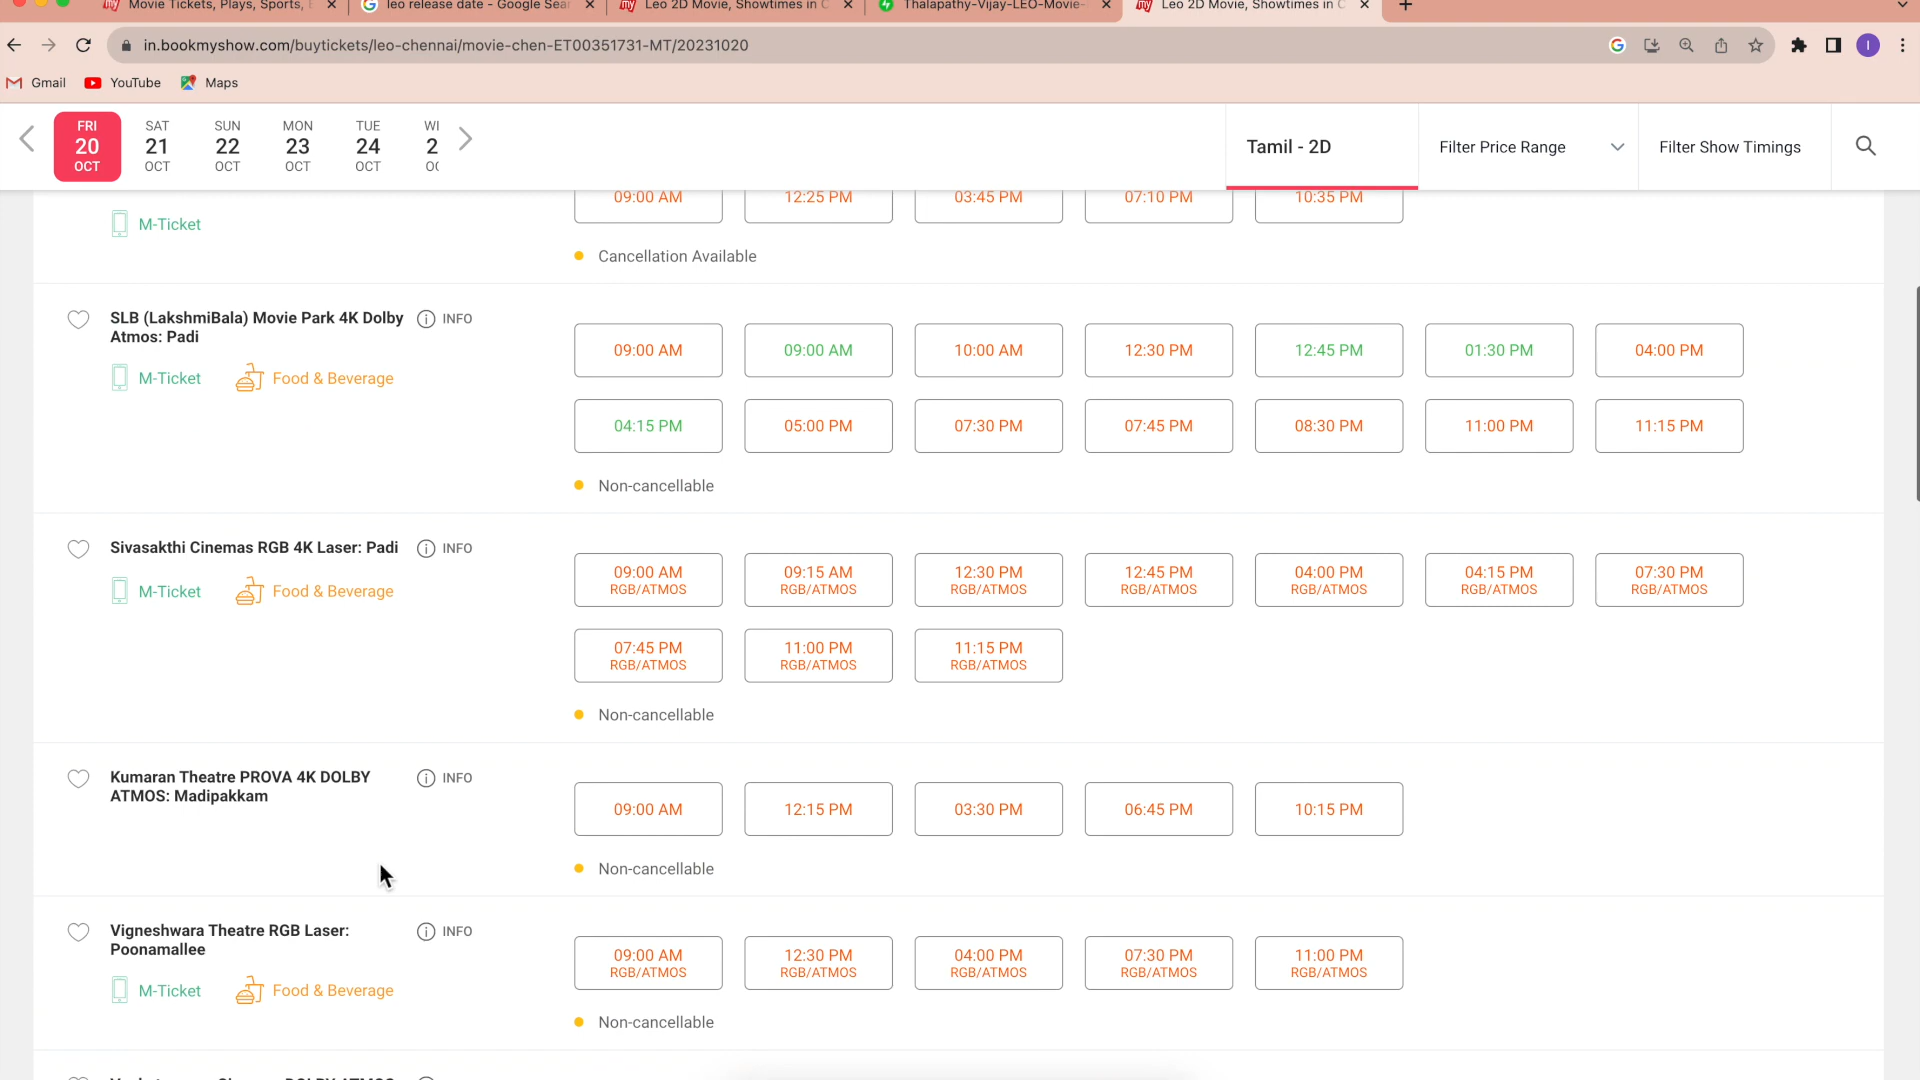 Movie Tickets, Plays, Sports, E
leo release date - Google Sear
Leo 2D Movie, Showtimes in C
Thalapathy-Vijay-LEO-Movie-
Leo 2D Movie, Showtimes in C
in.bookmyshow.com/buytickets/leo-chennai/movie-chen-ET00351731-MT/20231020
I
Gmail YouTube Maps
FRI SAT SUN MON TUE WI
20 21 22 23 24 2
OCT OCT OCT OCT OCT OC
Tamil - 2D
Filter Price Range
Filter Show Timings
09:00 AM 12:25 PM 03:45 PM 07:10 PM 10:35 PM
M-Ticket
Cancellation Available
SLB (LakshmiBala) Movie Park 4K Dolby
Atmos: Padi
INFO
M-Ticket Food & Beverage
09:00 AM 09:00 AM 10:00 AM 12:30 PM 12:45 PM 01:30 PM 04:00 PM
04:15 PM 05:00 PM 07:30 PM 07:45 PM 08:30 PM 11:00 PM 11:15 PM
Non-cancellable
Sivasakthi Cinemas RGB 4K Laser: Padi
INFO
M-Ticket Food & Beverage
09:00 AM 09:15 AM 12:30 PM 12:45 PM 04:00 PM 04:15 PM 07:30 PM
RGB/ATMOS RGB/ATMOS RGB/ATMOS RGB/ATMOS RGB/ATMOS RGB/ATMOS RGB/ATMOS
07:45 PM 11:00 PM 11:15 PM
RGB/ATMOS RGB/ATMOS RGB/ATMOS
Non-cancellable
Kumaran Theatre PROVA 4K DOLBY
ATMOS: Madipakkam
INFO
09:00 AM 12:15 PM 03:30 PM 06:45 PM 10:15 PM
Non-cancellable
Vigneshwara Theatre RGB Laser:
Poonamallee
INFO
M-Ticket Food & Beverage
09:00 AM 12:30 PM 04:00 PM 07:30 PM 11:00 PM
RGB/ATMOS RGB/ATMOS RGB/ATMOS RGB/ATMOS RGB/ATMOS
Non-cancellable